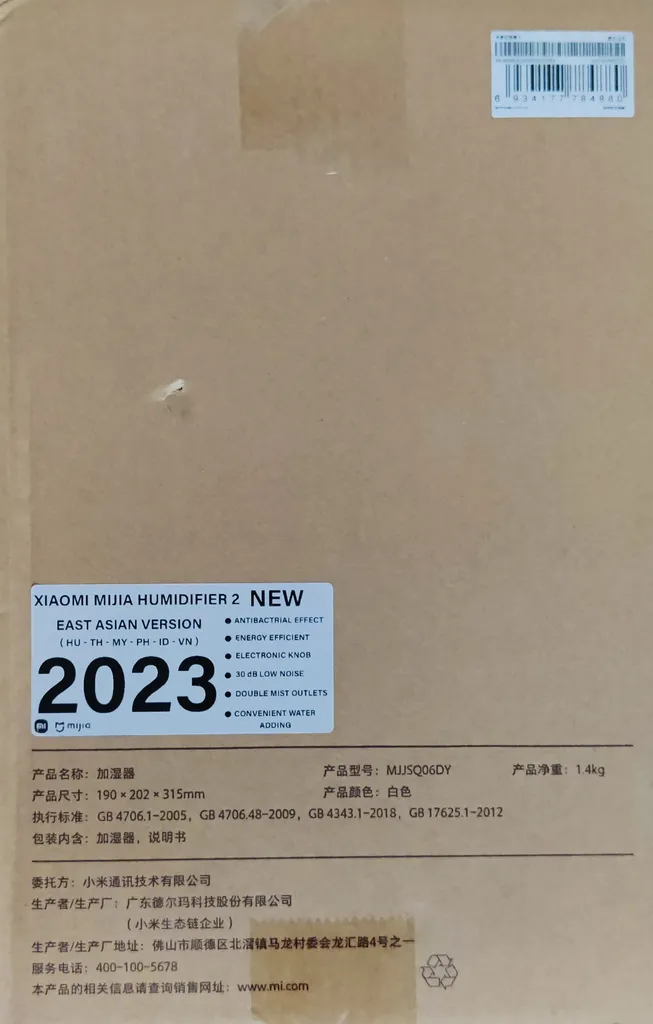 6 934177 784880
XIAOMI MIJIA HUMIDIFIER 2 NEW
EAST ASIAN VERSION
( HU - TH - MY - PH - ID - VN )
2023
● ANTIBACTRIAL EFFECT
● ENERGY EFFICIENT
● ELECTRONIC KNOB
● 30 dB LOW NOISE
● DOUBLE MIST OUTLETS
● CONVENIENT WATER
ADDING
mi mijia
产品名称：加湿器 产品型号：MJJSQ06DY 产品净重：1.4kg
产品尺寸：190 × 202 × 315mm 产品颜色：白色
执行标准：GB 4706.1-2005，GB 4706.48-2009，GB 4343.1-2018，GB 17625.1-2012
包装内含：加湿器，说明书
委托方：小米通讯技术有限公司
生产者/生产厂：广东德尔玛科技股份有限公司
（小米生态链企业）
生产者/生产厂地址：佛山市顺德区北滘镇马龙村委会龙汇路4号之一
服务电话：400-100-5678
本产品的相关信息请查询销售网址：www.mi.com